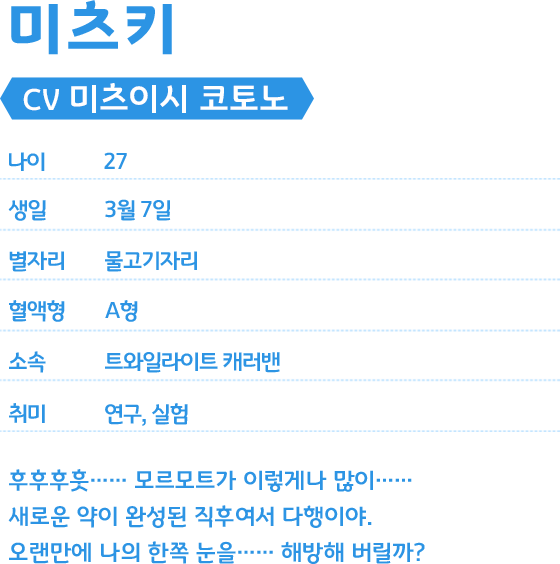 미츠키
CV 미츠이시 코토노
나이 27
생일 3월 7일
별자리 물고기자리
혈액형 A형
소속 트와일라이트 캐러밴
취미 연구, 실험
후후후훗…… 모르모트가 이렇게나 많이……
새로운 약이 완성된 직후여서 다행이야.
오랜만에 나의 한쪽 눈을…… 해방해 버릴까?